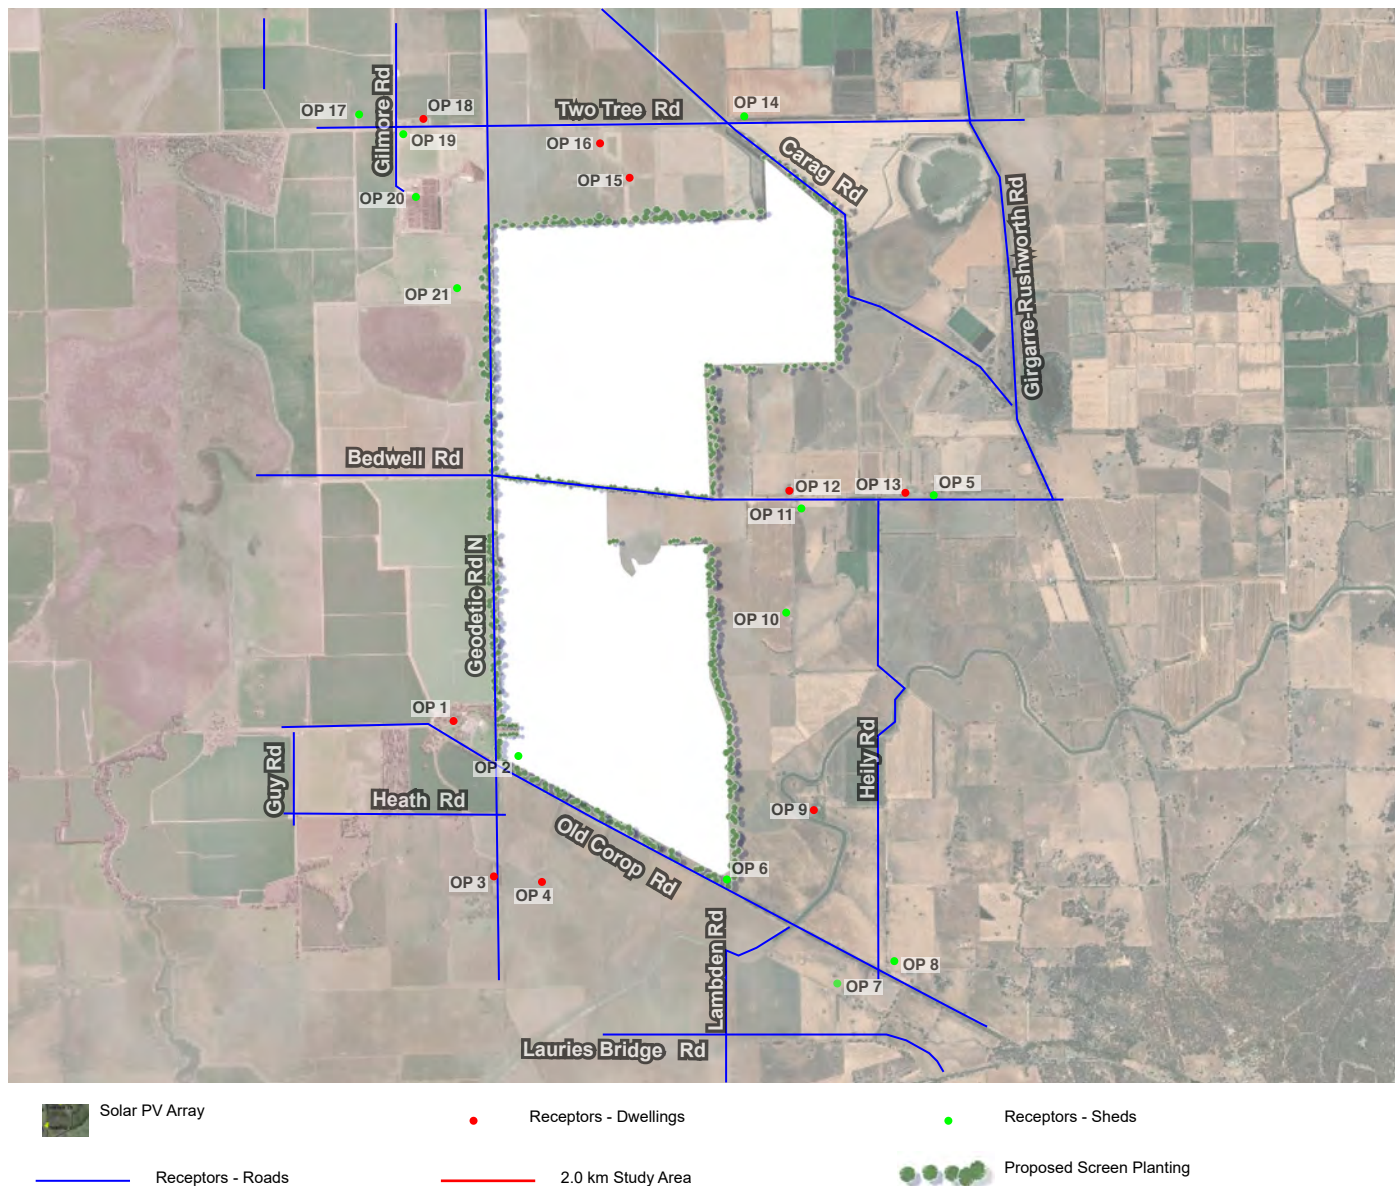 OP 17
Gilmore Rd
OP 18
OP 19
Two Tree Rd
OP 14
OP 16
OP 15
Carag Rd
OP 20
Girgarre-Rushworth Rd
OP 21
Bedwell Rd
OP 12
OP 13
OP 5
OP 11
Geodetic Rd N
OP 10
OP 1
Guy Rd
OP 2
Heath Rd
Heily Rd
OP 9
Old Corop Rd
OP 6
OP 3
OP 4
Lambden Rd
OP 8
OP 7
Lauries Bridge Rd
Solar PV Array
Receptors - Dwellings
Receptors - Sheds
Receptors - Roads
2.0 km Study Area
Proposed Screen Planting